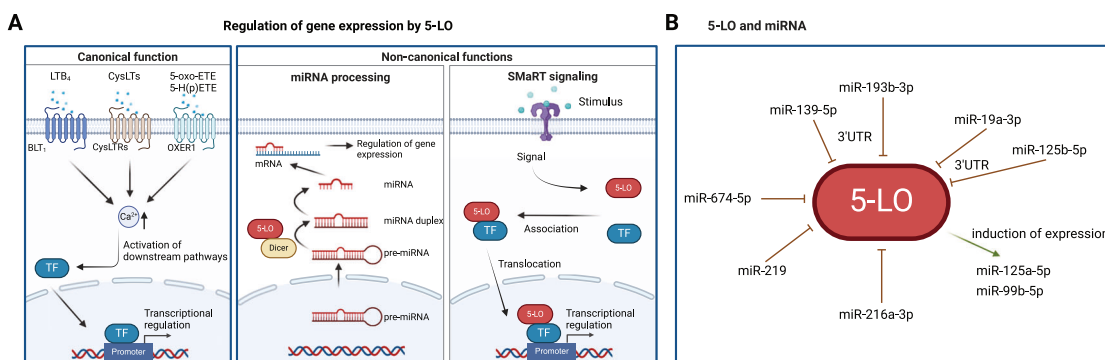 A
Regulation of gene expression by 5-LO
Canonical function
LTB₄
CysLTs
5-oxo-ETE
5-H(p)ETE
BLT₁
CysLTRs
OXER1
Ca²⁺
Activation of
downstream pathways
TF
TF
Transcriptional
regulation
Promoter
Non-canonical functions
miRNA processing
mRNA
Regulation of gene
expression
miRNA
miRNA duplex
5-LO
Dicer
pre-miRNA
pre-miRNA
SMaRT signaling
Stimulus
Signal
5-LO
5-LO
TF
Association
TF
Translocation
5-LO
TF
Transcriptional
regulation
Promoter
B
5-LO and miRNA
miR-193b-3p
miR-139-5p
miR-19a-3p
3'UTR
miR-125b-5p
3'UTR
miR-674-5p
5-LO
induction of expression
miR-219
miR-125a-5p
miR-99b-5p
miR-216a-3p